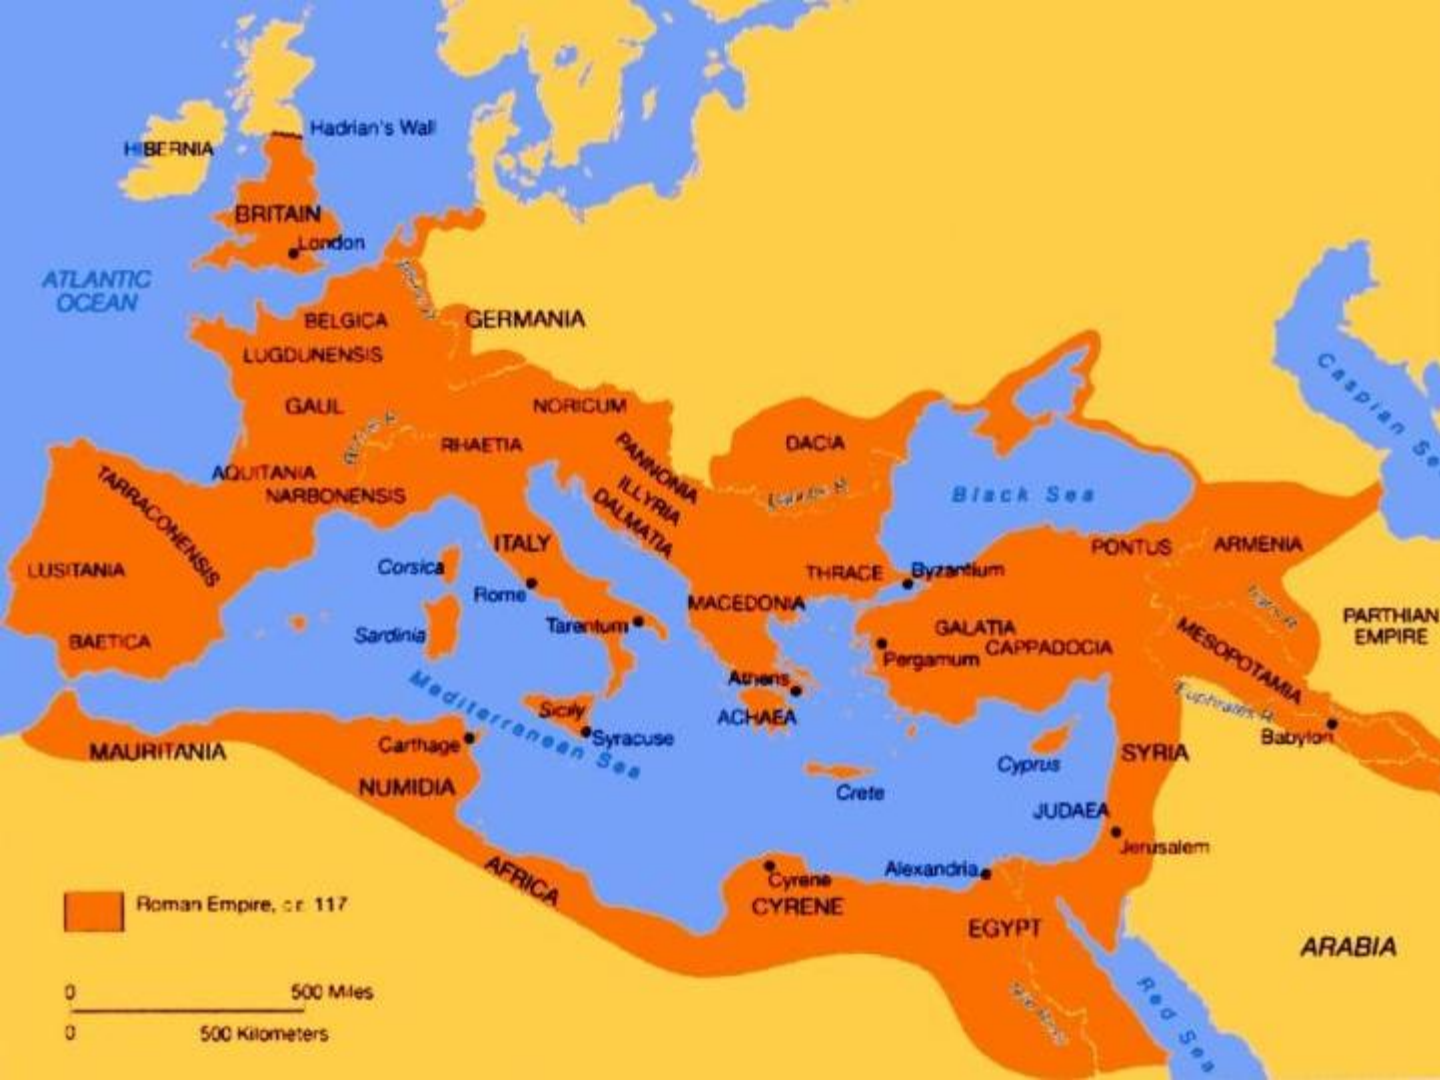 Hadrian's Wall
HIBERNIA
BRITAIN
London
ATLANTIC
OCEAN
BELGICA
GERMANIA
LUGDUNENSIS
GAUL
NORICUM
RHAETIA
DACIA
PANNONIA
ILLYRIA
DALMATIA
AQUITANIA
NARBONENSIS
TARRACONENSIS
LUSITANIA
BAETICA
Caspian Se
Black Sea
ITALY
Corsica
Rome
Sardinia
Tarentum
THRACE
Byzantium
MACEDONIA
PONTUS
ARMENIA
PARTHIAN
EMPIRE
GALATIA
CAPPADOCIA
Pergamum
MESOPOTAMIA
Euphrates R.
Babylon
Athens
ACHAEA
Mediterranean Sea
Sicily
Syracuse
Carthage
MAURITANIA
NUMIDIA
Crete
Cyprus
SYRIA
JUDAEA
Jerusalem
AFRICA
Cyrene
CYRENE
Alexandria
EGYPT
ARABIA
Red Sea
Roman Empire, 117
0 500 Miles
0 500 Kilometers